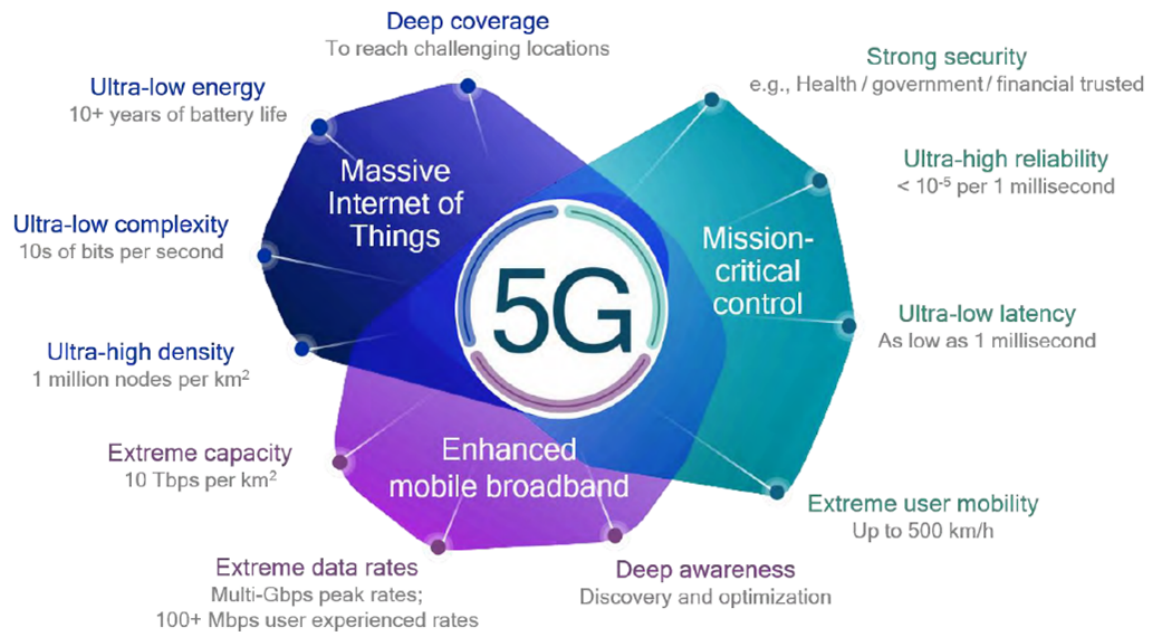 Deep coverage
To reach challenging locations
Strong security
e.g., Health / government / financial trusted
Ultra-low energy
10+ years of battery life
Ultra-high reliability
< 10⁻⁵ per 1 millisecond
Massive
Internet of
Things
Ultra-low complexity
10s of bits per second
Mission-
critical
control
5G
Ultra-low latency
As low as 1 millisecond
Ultra-high density
1 million nodes per km²
Extreme capacity
10 Tbps per km²
Enhanced
mobile broadband
Extreme user mobility
Up to 500 km/h
Extreme data rates
Multi-Gbps peak rates;
100+ Mbps user experienced rates
Deep awareness
Discovery and optimization